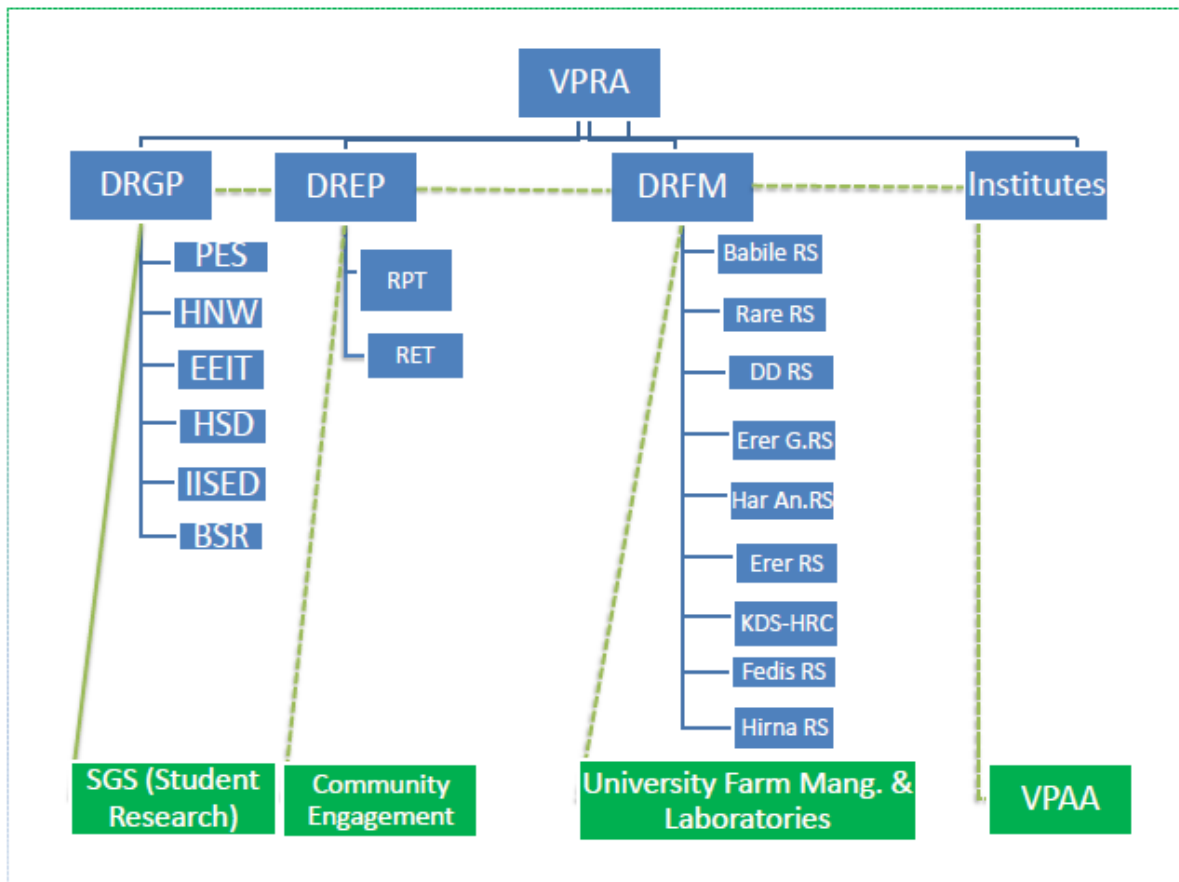 VPRA
DRGP
DREP
DRFM
Institutes
PES
HNW
EEIT
HSD
IISED
BSR
RPT
RET
Babile RS
Rare RS
DD RS
Erer G.RS
Har An.RS
Erer RS
KDS-HRC
Fedis RS
Hirna RS
SGS (Student
Research)
Community
Engagement
University Farm Mang. &
Laboratories
VPAA